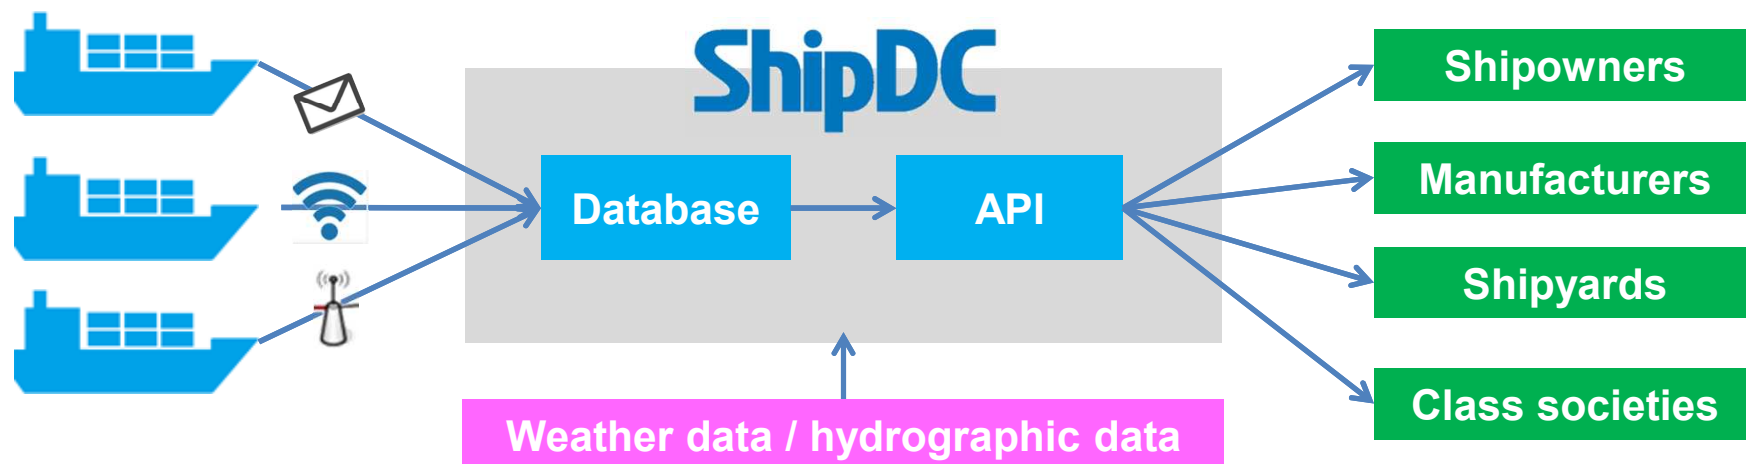 ShipDC
Database
API
Shipowners
Manufacturers
Shipyards
Class societies
Weather data / hydrographic data